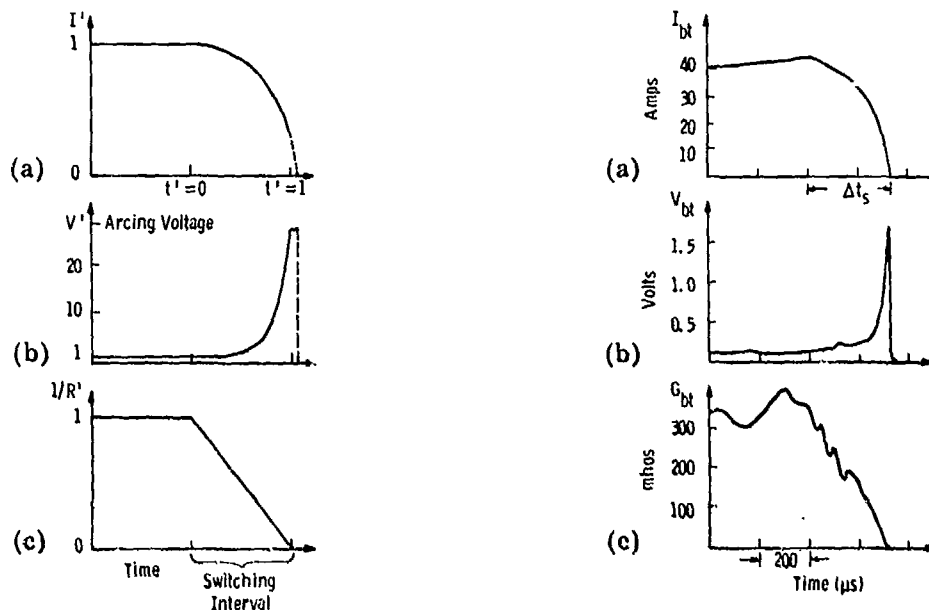 I'
1
0
(a)
t'=0
t'=1
V'
Arcing Voltage
20
10
1
(b)
1/R'
1
0
(c)
Time
Switching
Interval
I_bt
40
30
20
10
Amps
(a)
Δt_s
V_bt
1.5
1.0
0.5
Volts
(b)
G_bt
300
200
100
mhos
(c)
200
Time (μs)